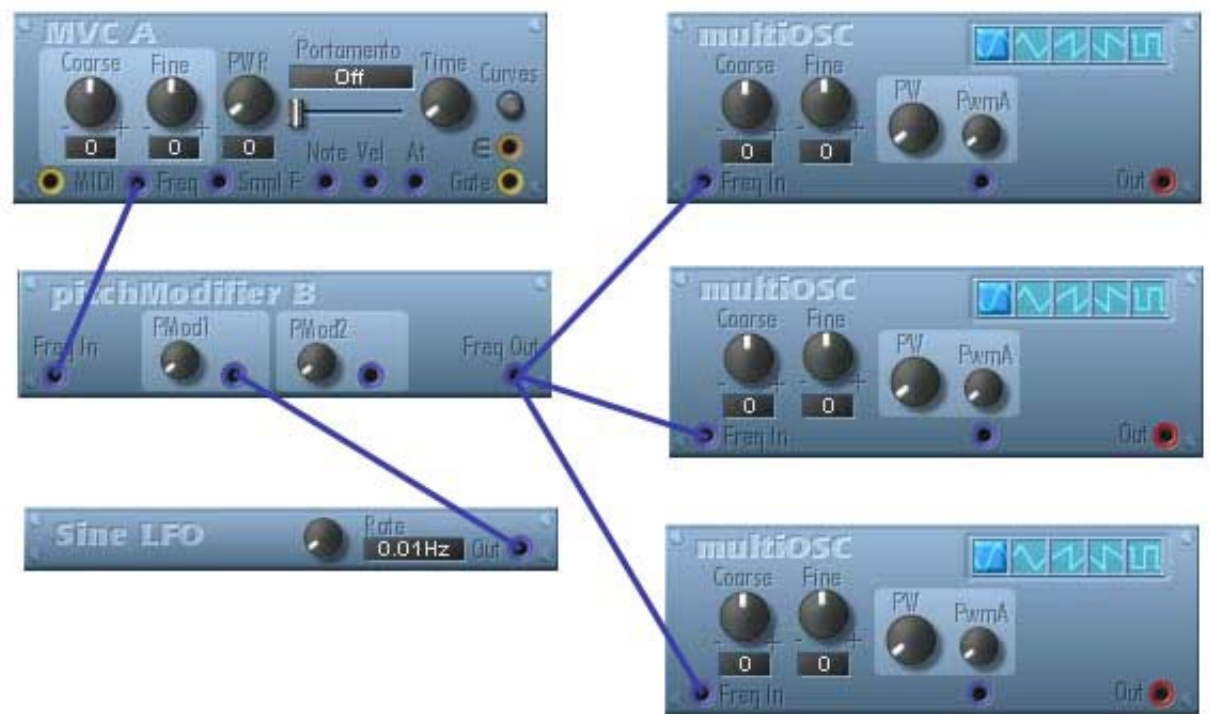 MVC A
Coarse Fine PWR Portamento Time Curves
Off
0 0 0
Note Vel At
MIDI Freq Smpl F Gate
pitchModifier B
PMod1 PMod2
Freq In Freq Out
Sine LFO Rate
0.01Hz Out
multiOSC
Coarse Fine PW PwmA
0 0
Freq In Out
multiOSC
Coarse Fine PW PwmA
0 0
Freq In Out
multiOSC
Coarse Fine PW PwmA
0 0
Freq In Out